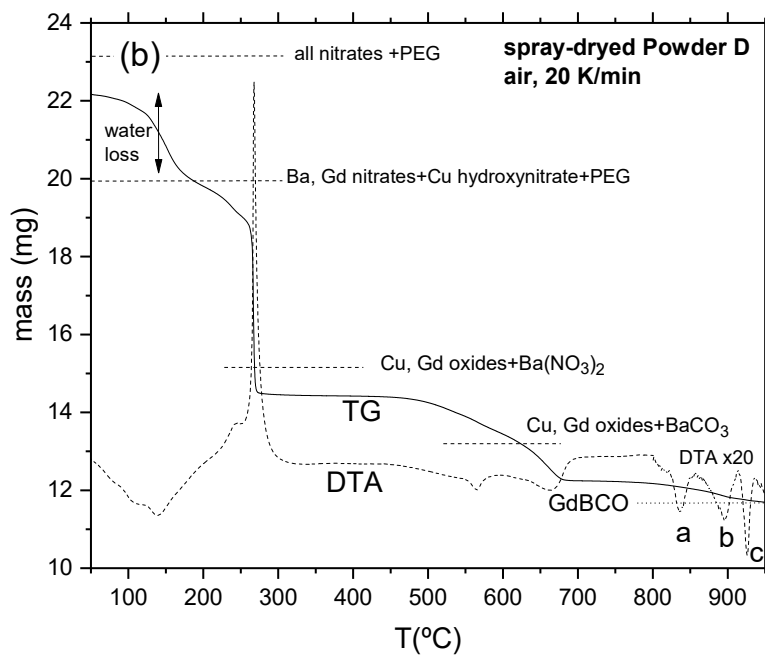 (b)
spray-dried Powder D
air, 20 K/min
all nitrates +PEG
water
loss
Ba, Gd nitrates+Cu hydroxynitrate+PEG
Cu, Gd oxides+Ba(NO3)2
TG
Cu, Gd oxides+BaCO3
DTA x20
DTA
GdBCO
a
b
c
mass (mg)
24
22
20
18
16
14
12
10
100 200 300 400 500 600 700 800 900
T(ºC)